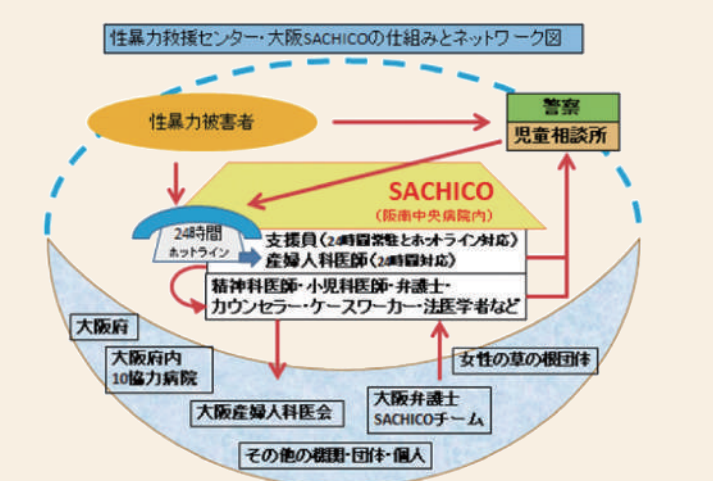 性暴力救援センター・大阪SACHICOの仕組みとネットワーク図
性暴力被害者
警察
児童相談所
SACHICO
(阪南中央病院内)
24時間
ホットライン
支援員(24時間常駐とホットライン対応)
産婦人科医師(24時間対応)
精神科医師・小児科医師・弁護士・
カウンセラー・ケースワーカー・法医学者など
大阪府
大阪府内
10協力病院
大阪産婦人科医会
大阪弁護士
SACHICOチーム
女性の草の根団体
その他の機関・団体・個人